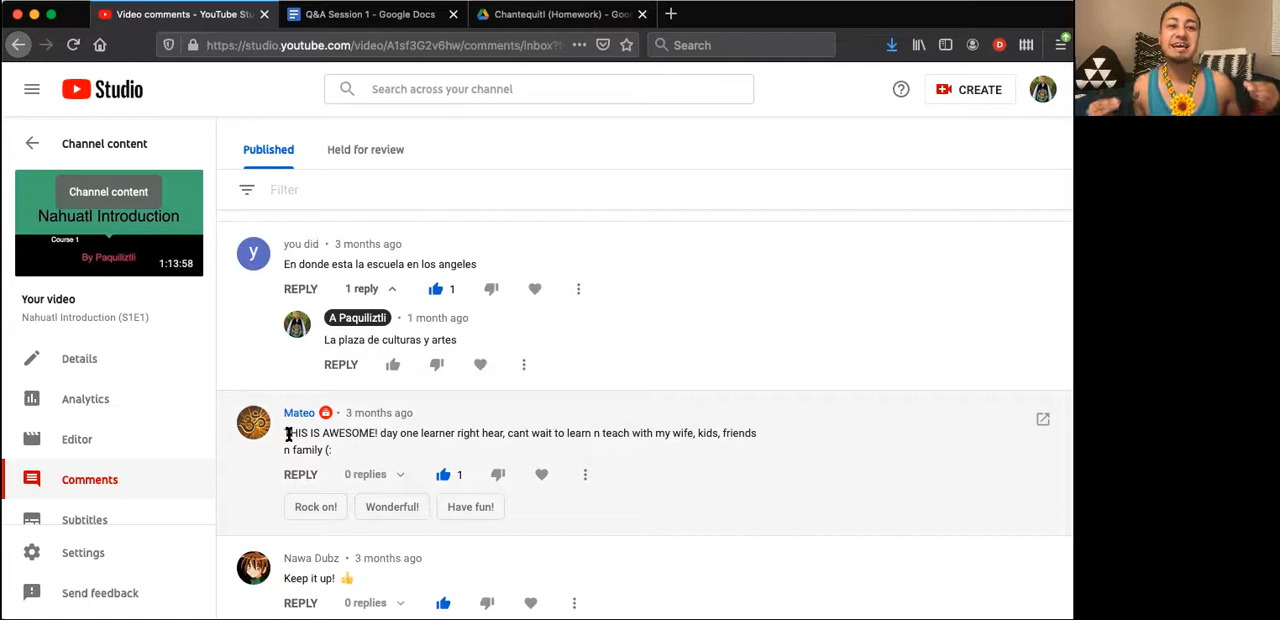 Video comments - YouTube Stu
Q&A Session 1 - Google Docs
Chantequitl (Homework) - Goo
https://studio.youtube.com/video/A1sf3G2v6hw/comments/inbox?
Search
Studio
Search across your channel
CREATE
Channel content
Channel content
Nahuatl Introduction
Course 1
By Paquiliztli
1:13:58
Your video
Nahuatl Introduction (S1E1)
Details
Analytics
Editor
Comments
Subtitles
Settings
Send feedback
Published
Held for review
Filter
y
you did • 3 months ago
En donde esta la escuela en los angeles
REPLY 1 reply 1
A Paquiliztli • 1 month ago
La plaza de culturas y artes
REPLY
Mateo • 3 months ago
THIS IS AWESOME! day one learner right hear, cant wait to learn n teach with my wife, kids, friends
n family (:
REPLY 0 replies 1
Rock on! Wonderful! Have fun!
Nawa Dubz • 3 months ago
Keep it up! 👍
REPLY 0 replies